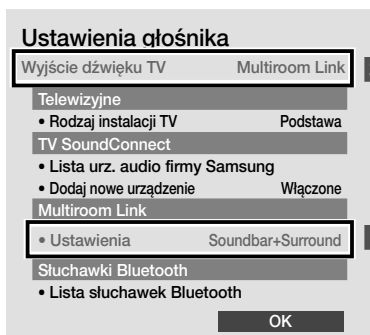 Ustawienia głośnika
Wyjście dźwięku TV Multiroom Link
Telewizyjne
• Rodzaj instalacji TV Podstawa
TV SoundConnect
• Lista urz. audio firmy Samsung
• Dodaj nowe urządzenie Włączone
Multiroom Link
• Ustawienia Soundbar+Surround
Słuchawki Bluetooth
• Lista słuchawek Bluetooth
OK